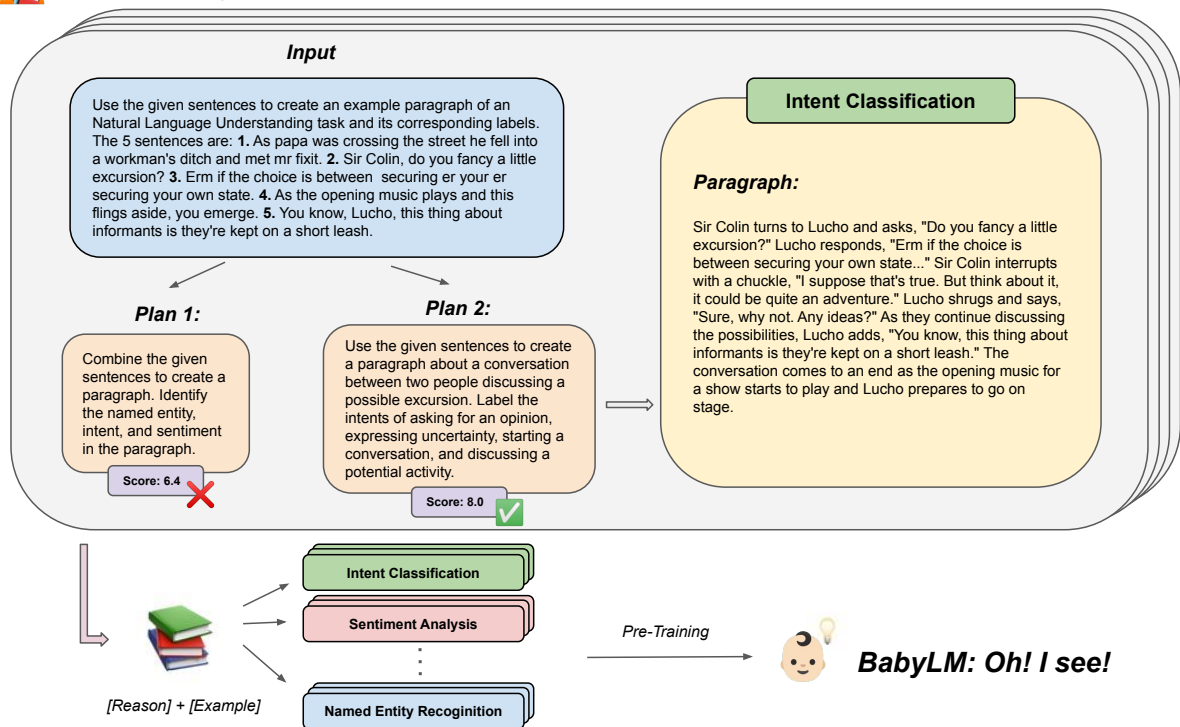 Input
Use the given sentences to create an example paragraph of an
Natural Language Understanding task and its corresponding labels.
The 5 sentences are: 1. As papa was crossing the street he fell into
a workman's ditch and met mr fixit. 2. Sir Colin, do you fancy a little
excursion? 3. Erm if the choice is between securing er your er
securing your own state. 4. As the opening music plays and this
flings aside, you emerge. 5. You know, Lucho, this thing about
informants is they're kept on a short leash.
Plan 1:
Combine the given
sentences to create a
paragraph. Identify
the named entity,
intent, and sentiment
in the paragraph.
Score: 6.4
Plan 2:
Use the given sentences to create
a paragraph about a conversation
between two people discussing a
possible excursion. Label the
intents of asking for an opinion,
expressing uncertainty, starting a
conversation, and discussing a
potential activity.
Score: 8.0
Intent Classification
Paragraph:
Sir Colin turns to Lucho and asks, "Do you fancy a little
excursion?" Lucho responds, "Erm if the choice is
between securing your own state..." Sir Colin interrupts
with a chuckle, "I suppose that's true. But think about it,
it could be quite an adventure." Lucho shrugs and says,
"Sure, why not. Any ideas?" As they continue discussing
the possibilities, Lucho adds, "You know, this thing about
informants is they're kept on a short leash." The
conversation comes to an end as the opening music for
a show starts to play and Lucho prepares to go on
stage.
[Reason] + [Example]
Intent Classification
Sentiment Analysis
Named Entity Recoginition
Pre-Training
BabyLM: Oh! I see!